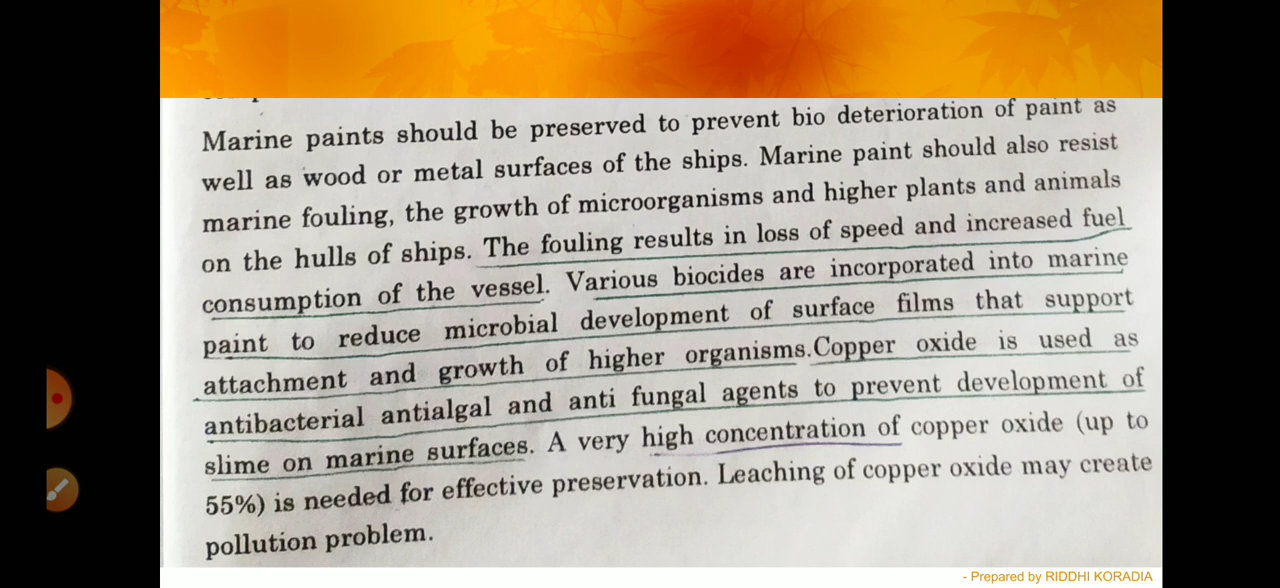 Marine paints should be preserved to prevent bio deterioration of paint as
well as wood or metal surfaces of the ships. Marine paint should also resist
marine fouling, the growth of microorganisms and higher plants and animals
on the hulls of ships. The fouling results in loss of speed and increased fuel
consumption of the vessel. Various biocides are incorporated into marine
paint to reduce microbial development of surface films that support
attachment and growth of higher organisms.Copper oxide is used as
antibacterial antialgal and anti fungal agents to prevent development of
slime on marine surfaces. A very high concentration of copper oxide (up to
55%) is needed for effective preservation. Leaching of copper oxide may create
pollution problem.
- Prepared by RIDDHI KORADIA